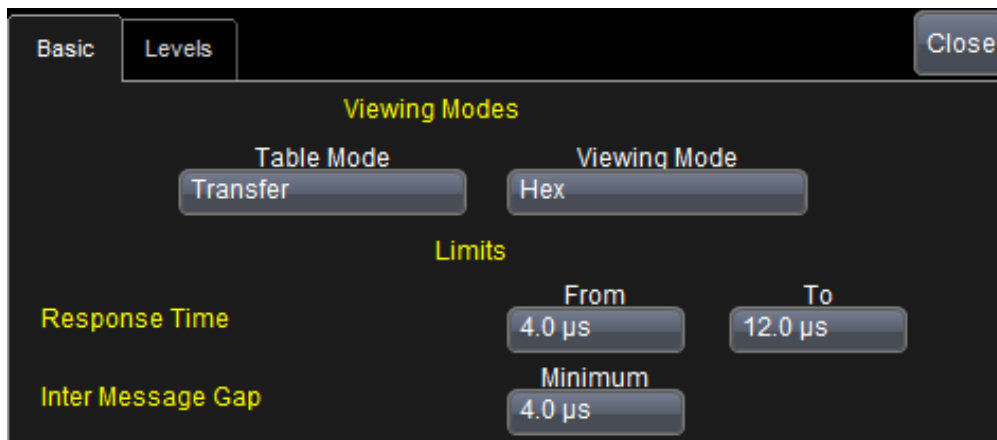 Basic Levels Close
Viewing Modes
Table Mode Viewing Mode
Transfer Hex
Limits
From To
Response Time 4.0 µs 12.0 µs
Minimum
Inter Message Gap 4.0 µs